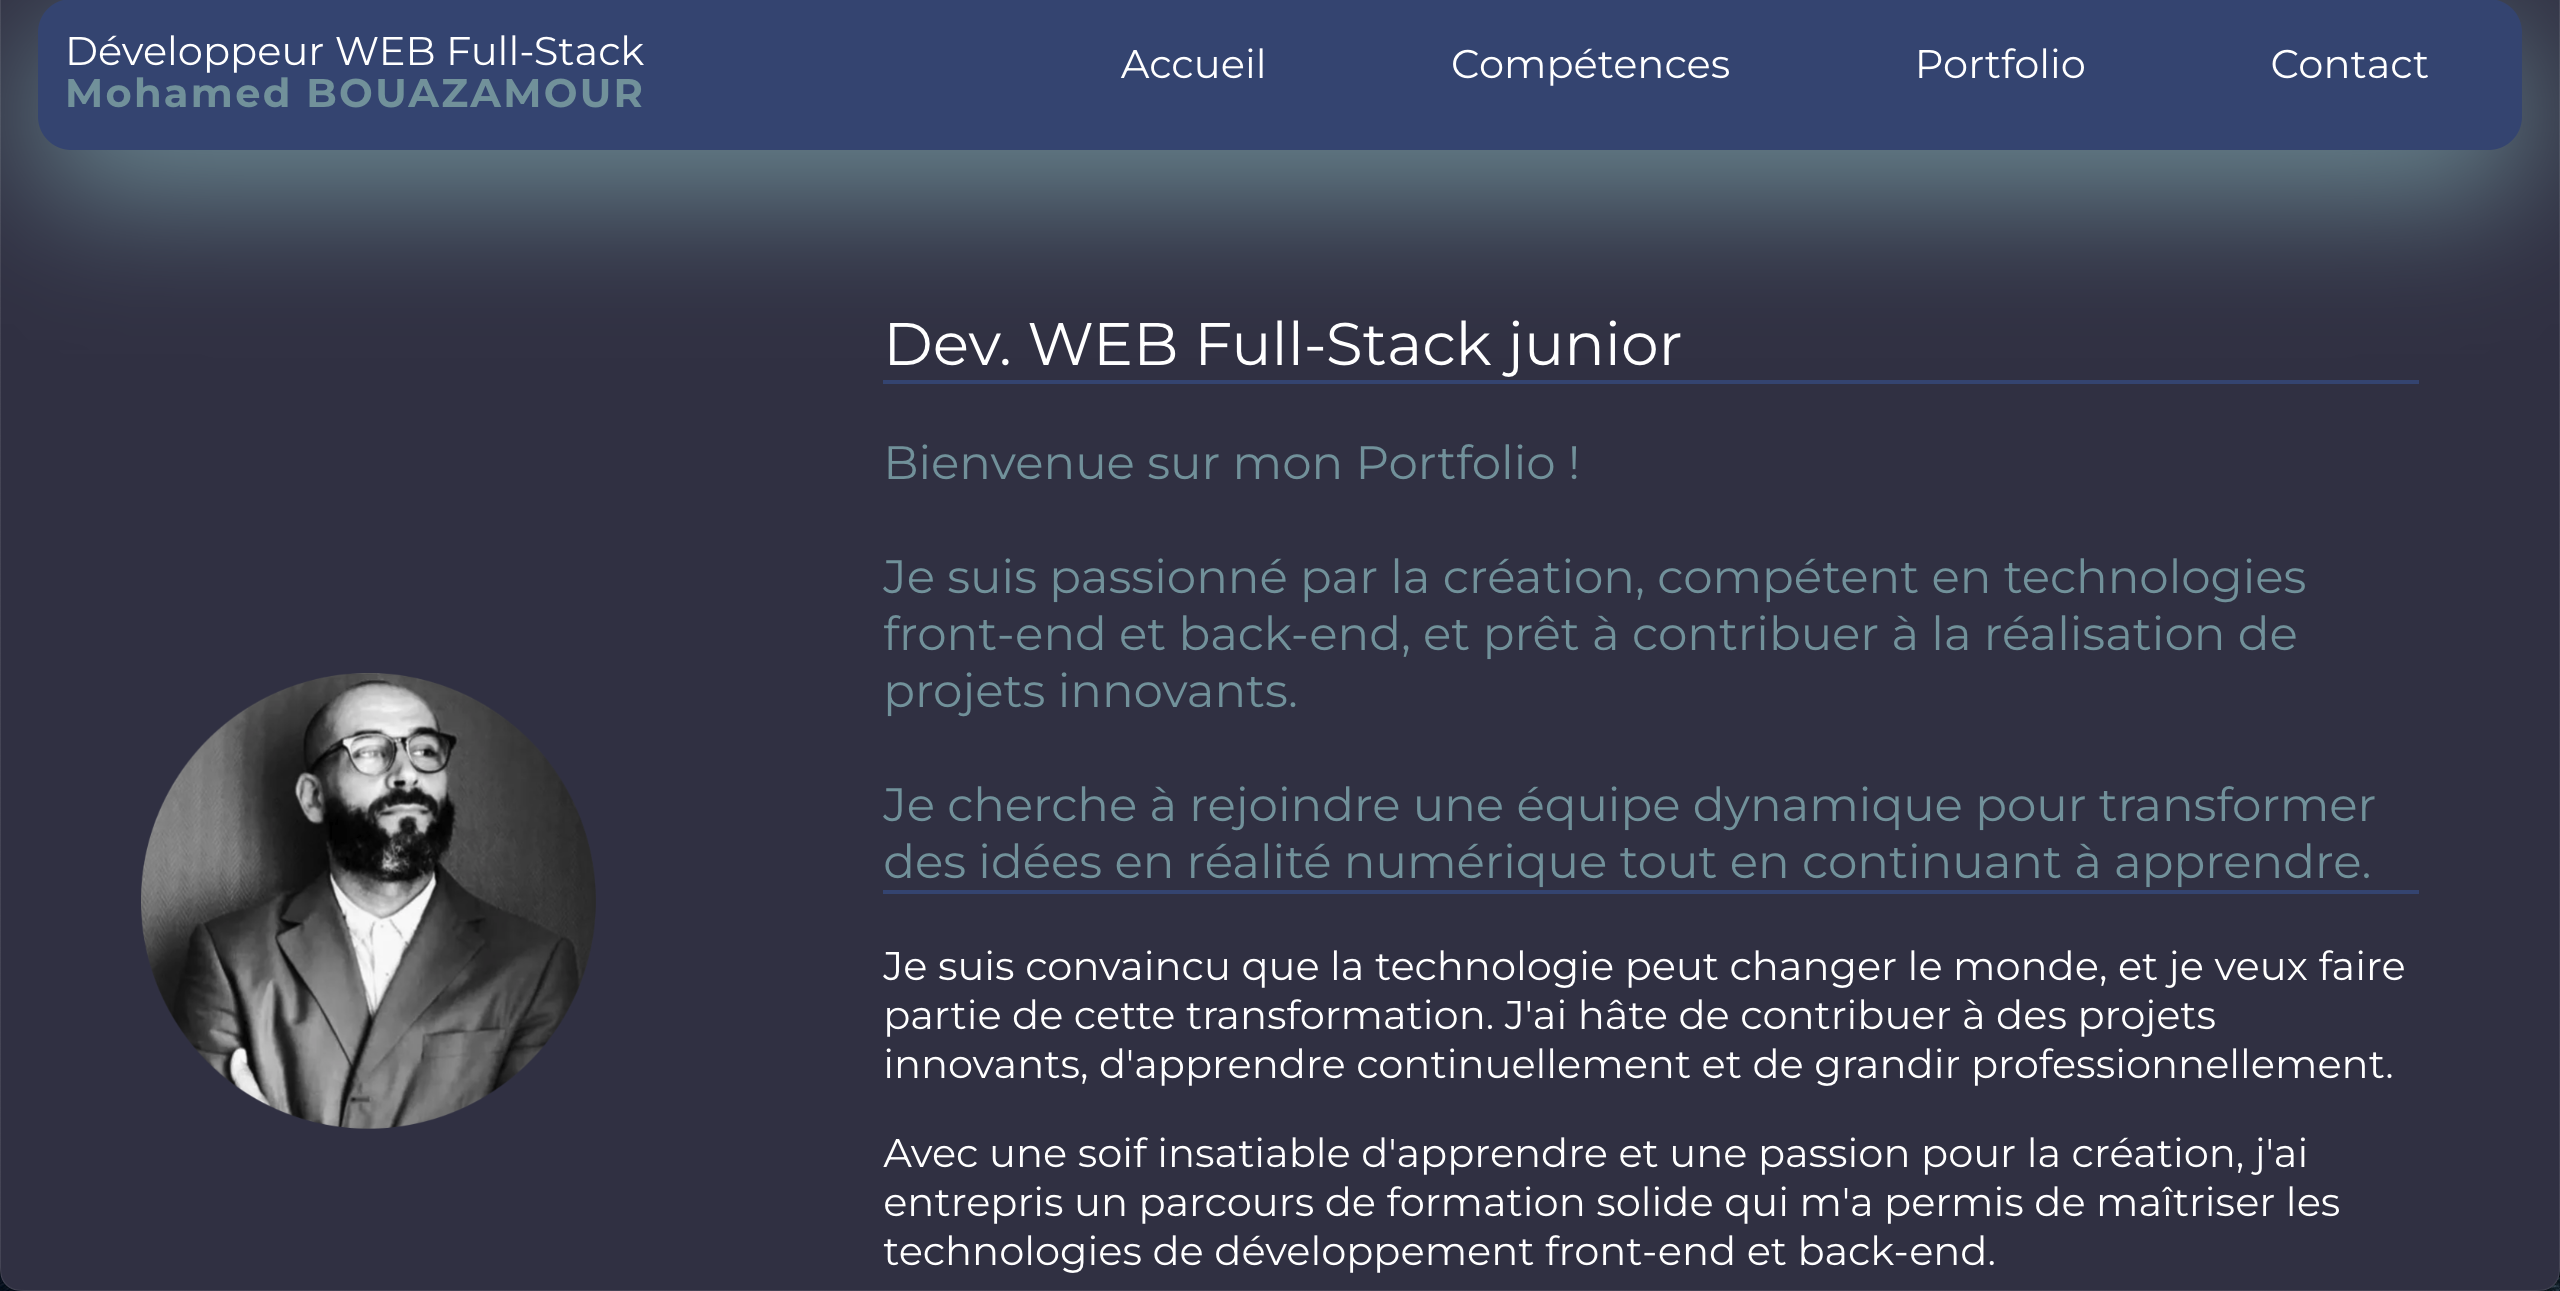 Développeur WEB Full-Stack
Mohamed BOUAZAMOUR
Accueil
Compétences
Portfolio
Contact
Dev. WEB Full-Stack junior
Bienvenue sur mon Portfolio !
Je suis passionné par la création, compétent en technologies
front-end et back-end, et prêt à contribuer à la réalisation de
projets innovants.
Je cherche à rejoindre une équipe dynamique pour transformer
des idées en réalité numérique tout en continuant à apprendre.
Je suis convaincu que la technologie peut changer le monde, et je veux faire
partie de cette transformation. J'ai hâte de contribuer à des projets
innovants, d'apprendre continuellement et de grandir professionnellement.
Avec une soif insatiable d'apprendre et une passion pour la création, j'ai
entrepris un parcours de formation solide qui m'a permis de maîtriser les
technologies de développement front-end et back-end.